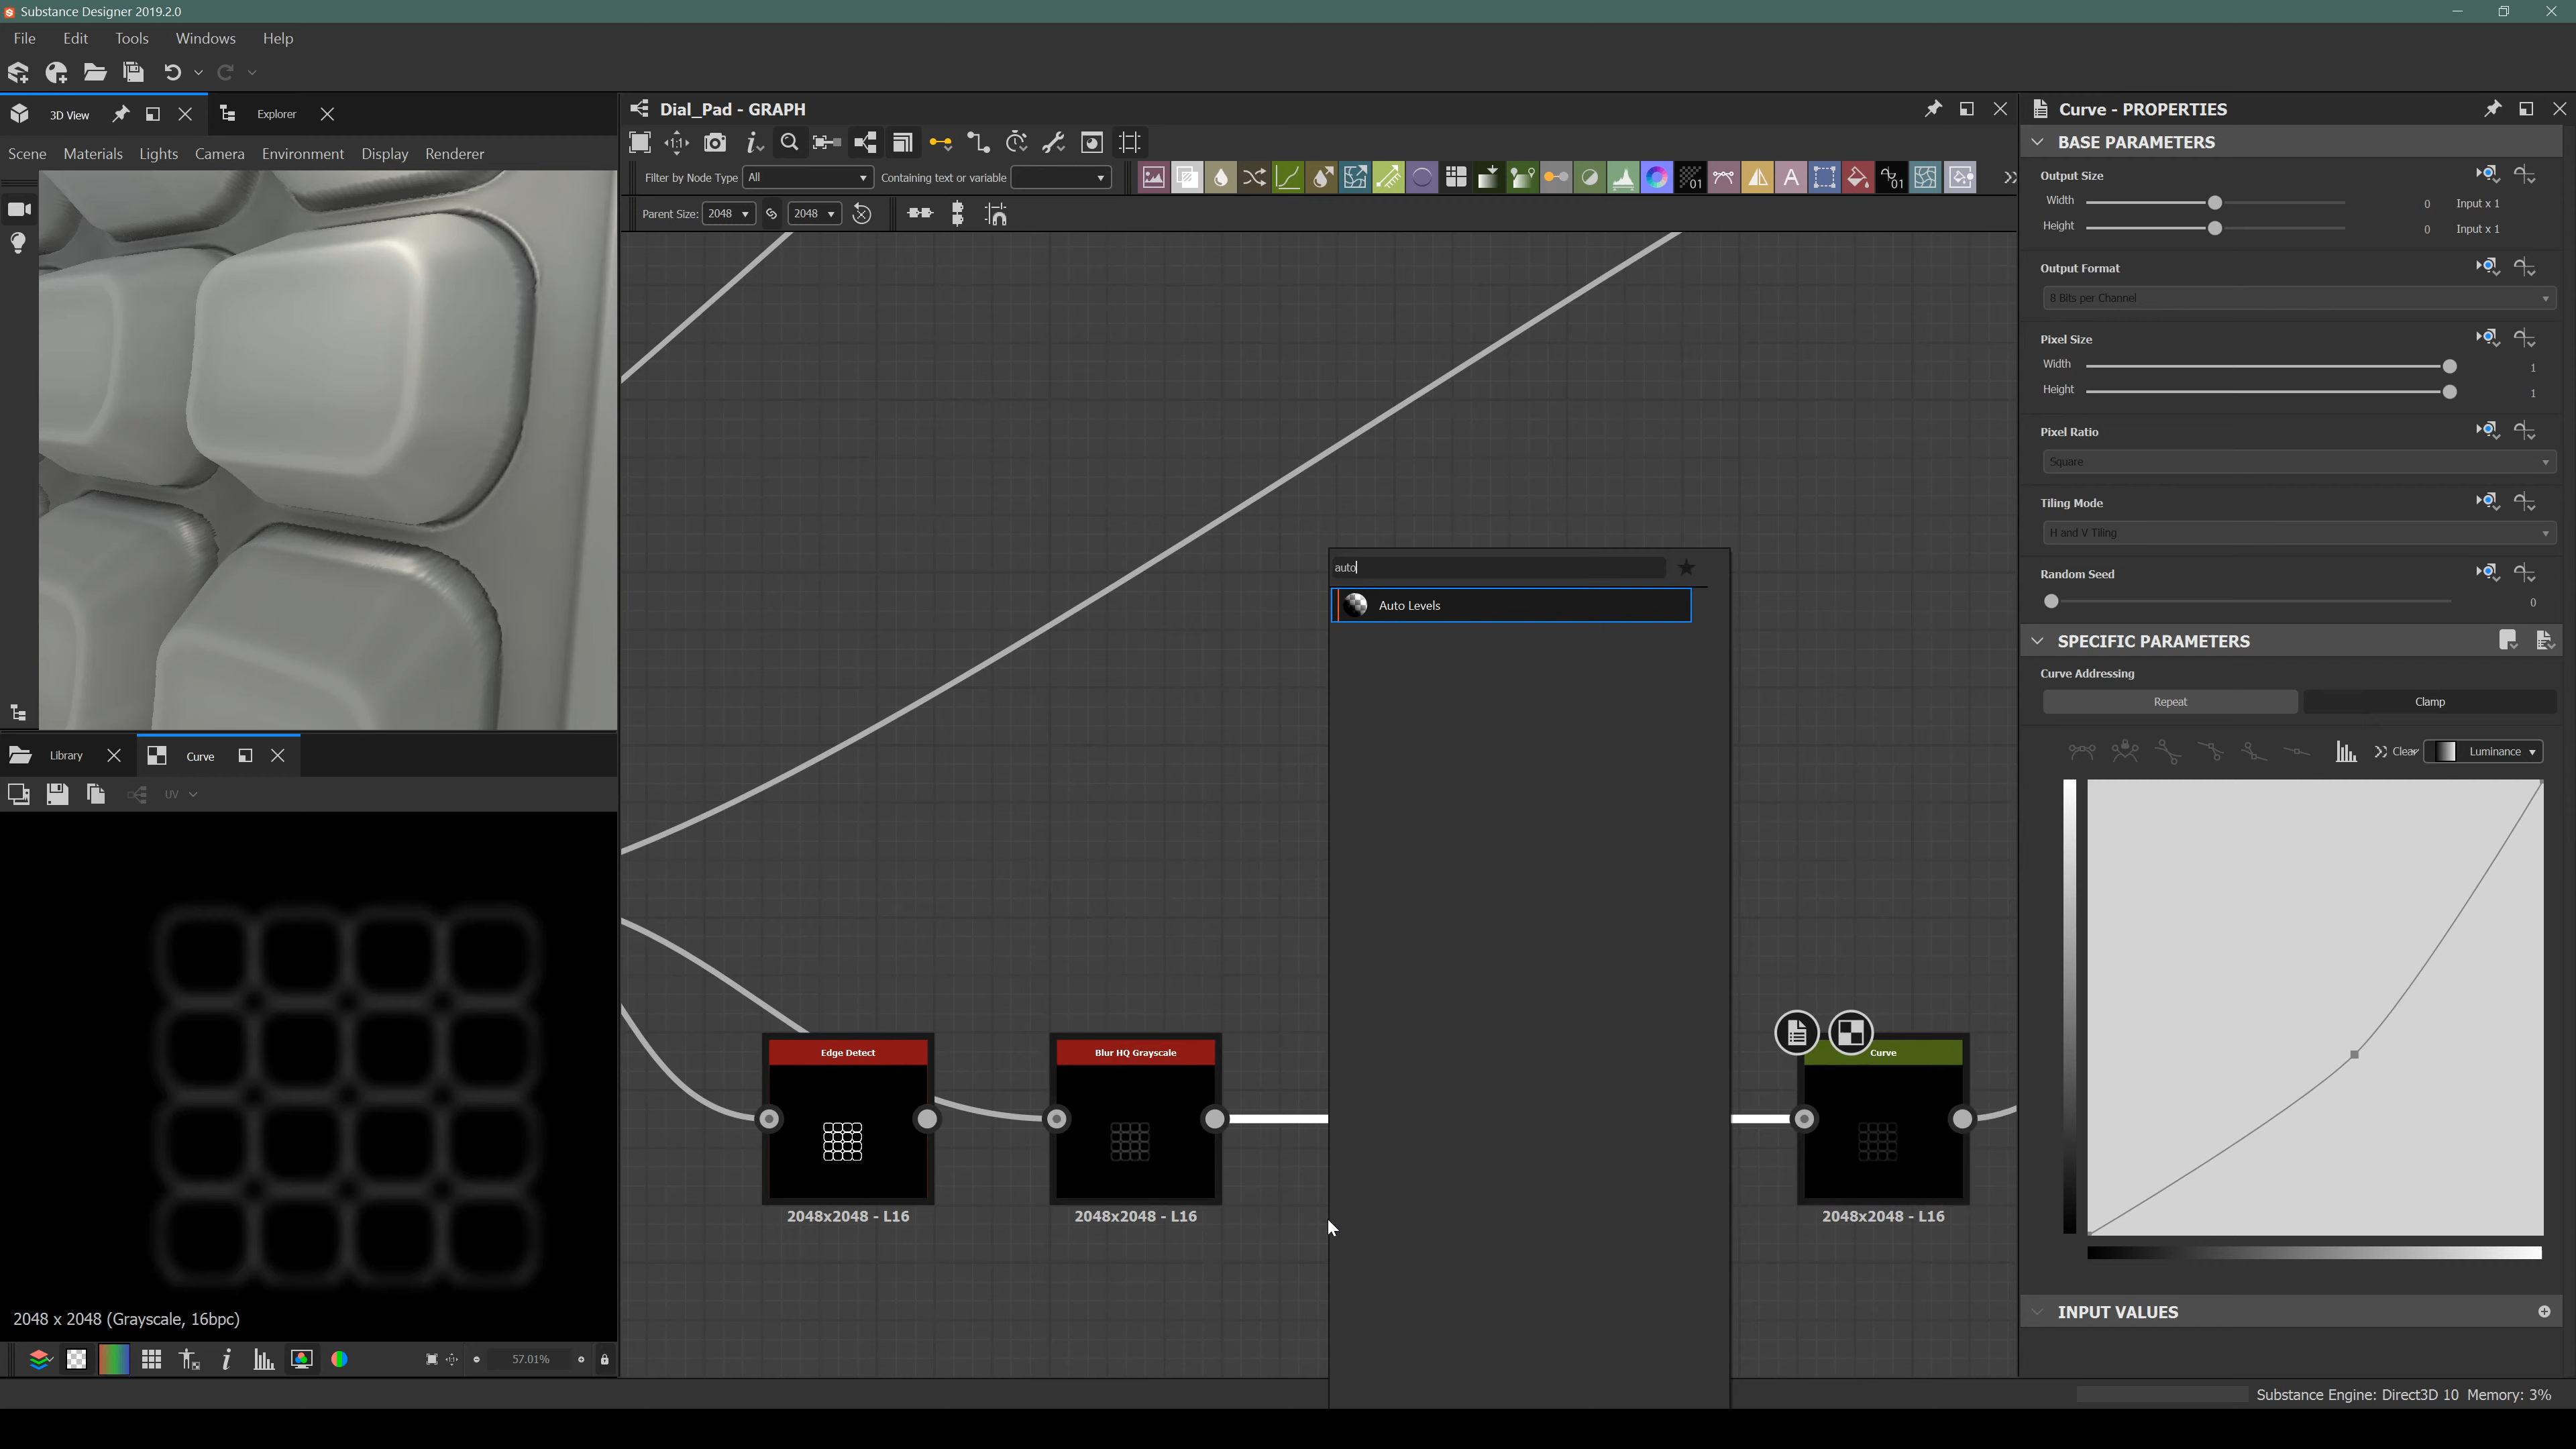 Substance Designer 2019.2.0
File Edit Tools Windows Help
3D View
Explorer
Scene Materials Lights Camera Environment Display Renderer
Library
Curve
UV
2048 x 2048 (Grayscale, 16bpc)
57.01%
Dial_Pad - GRAPH
1:1
Filter by Node Type All Containing text or variable
A
01
01
Parent Size: 2048 2048
auto
Auto Levels
Edge Detect
2048x2048 - L16
Blur HQ Grayscale
2048x2048 - L16
Curve
2048x2048 - L16
Curve - PROPERTIES
BASE PARAMETERS
Output Size
Width 0 Input x 1
Height 0 Input x 1
Output Format
8 Bits per Channel
Pixel Size
Width 1
Height 1
Pixel Ratio
Square
Tiling Mode
H and V Tiling
Random Seed
0
SPECIFIC PARAMETERS
Curve Addressing
Repeat Clamp
Clear Luminance
INPUT VALUES
Substance Engine: Direct3D 10 Memory: 3%